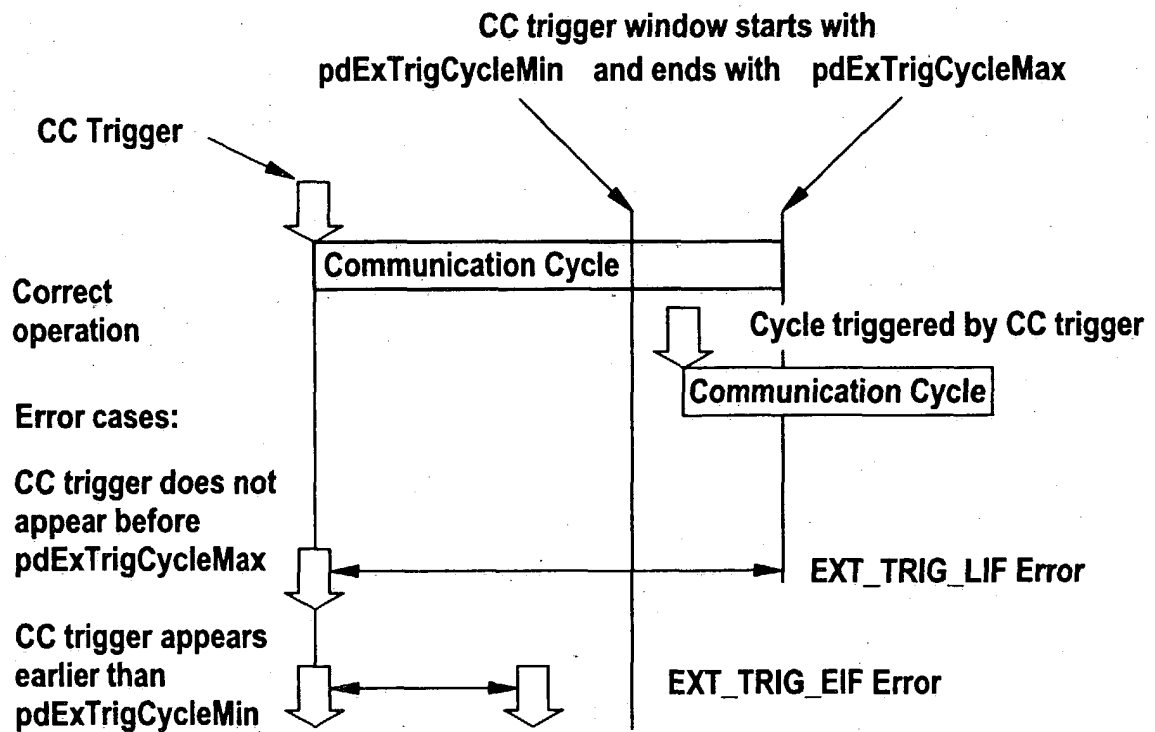 CC trigger window starts with
pdExTrigCycleMin and ends with pdExTrigCycleMax
CC Trigger
Communication Cycle
Correct
operation
Cycle triggered by CC trigger
Communication Cycle
Error cases:
CC trigger does not
appear before
pdExTrigCycleMax
EXT_TRIG_LIF Error
CC trigger appears
earlier than
pdExTrigCycleMin
EXT_TRIG_EIF Error